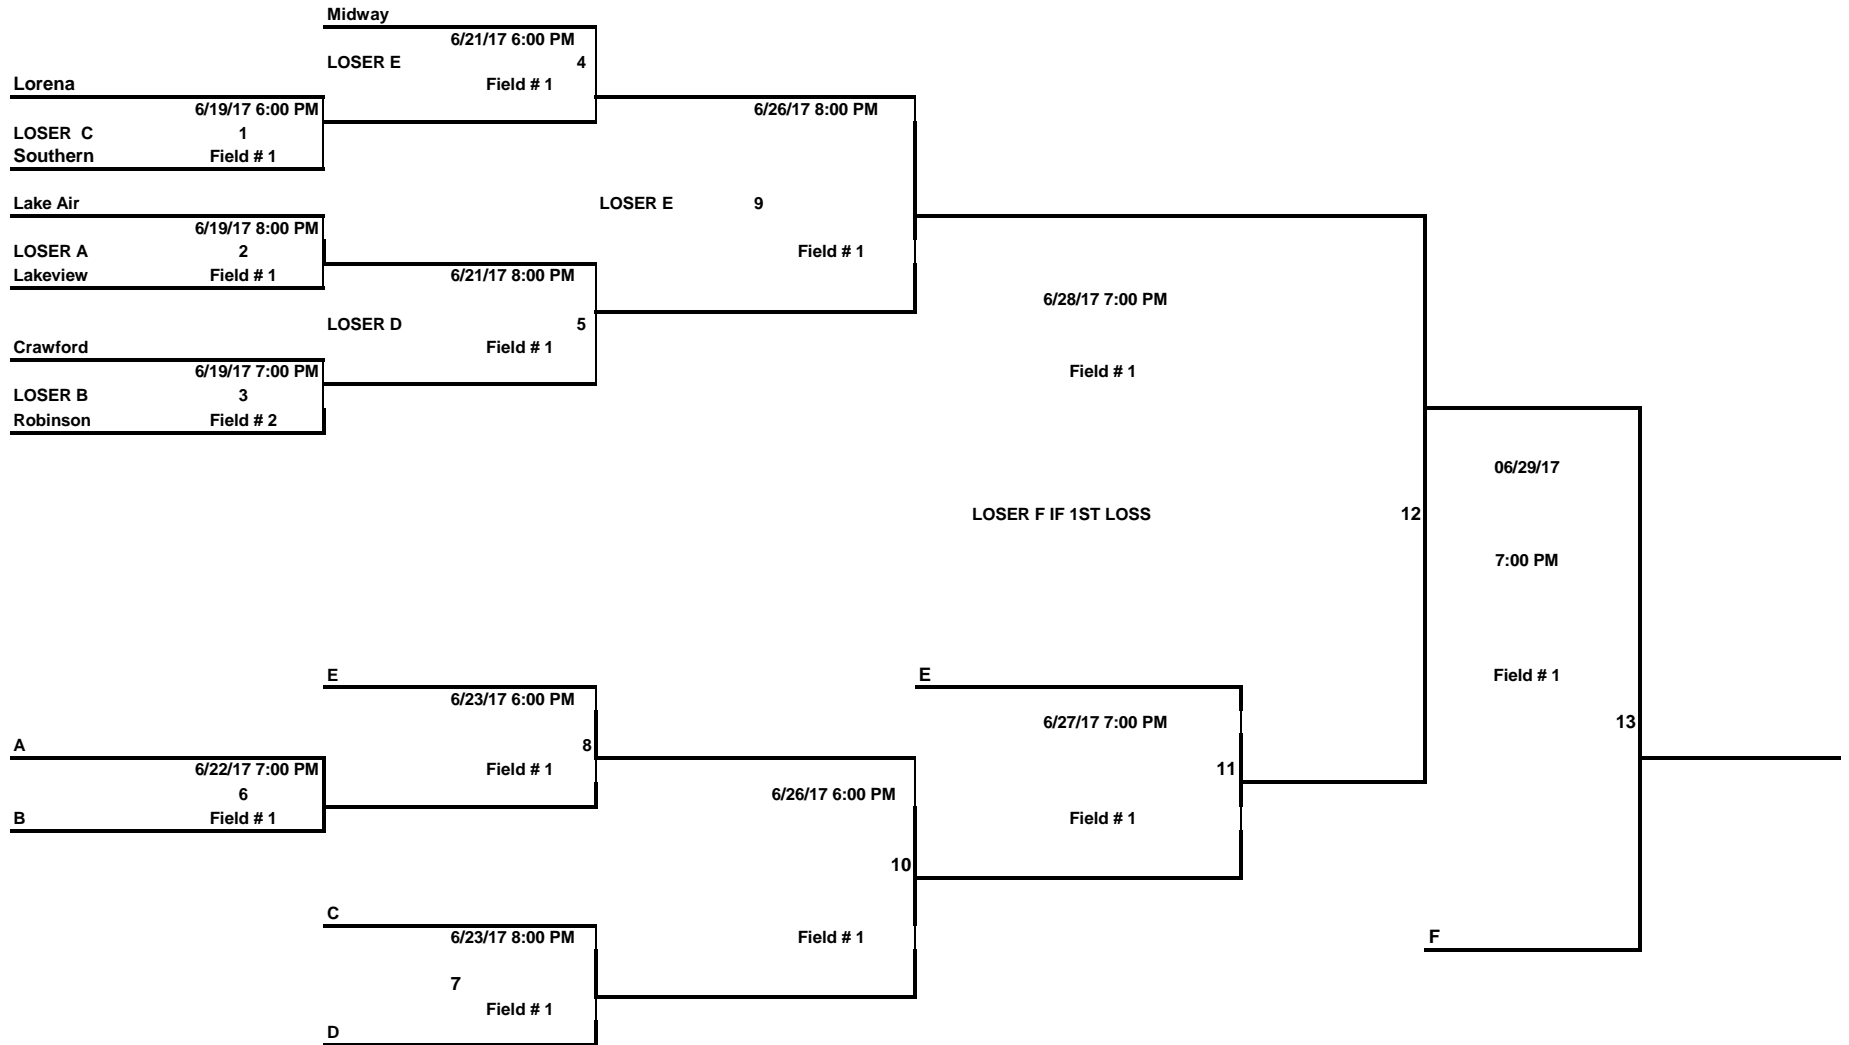 Midway
6/21/17 6:00 PM
LOSER E 4
Field # 1
Lorena
6/19/17 6:00 PM
LOSER  C 1
Southern Field # 1
6/26/17 8:00 PM
Lake Air
6/19/17 8:00 PM
LOSER A 2
Lakeview Field # 1
LOSER E 9
Field # 1
6/21/17 8:00 PM
LOSER D 5
Field # 1
Crawford
6/19/17 7:00 PM
LOSER B 3
Robinson Field # 2
6/28/17 7:00 PM
Field # 1
LOSER F IF 1ST LOSS 12
06/29/17
7:00 PM
Field # 1
13
E
6/23/17 6:00 PM
8
Field # 1
A
6/22/17 7:00 PM
6
B Field # 1
E
6/27/17 7:00 PM
11
Field # 1
6/26/17 6:00 PM
10
Field # 1
C
6/23/17 8:00 PM
7
Field # 1
D
F